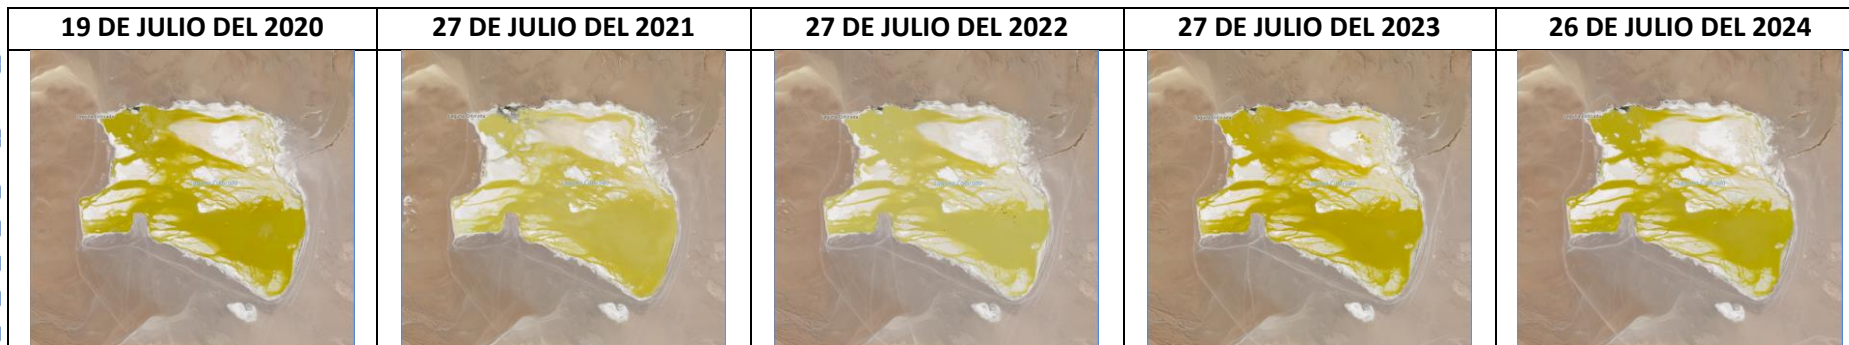 19 DE JULIO DEL 2020
27 DE JULIO DEL 2021
27 DE JULIO DEL 2022
27 DE JULIO DEL 2023
26 DE JULIO DEL 2024